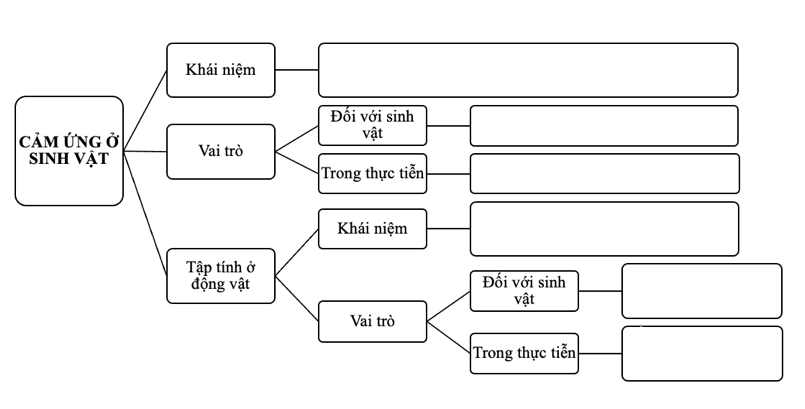 CẢM ỨNG Ở
SINH VẬT
Khái niệm
Vai trò
Đối với sinh
vật
Trong thực tiễn
Tập tính ở
động vật
Khái niệm
Vai trò
Đối với sinh
vật
Trong thực tiễn